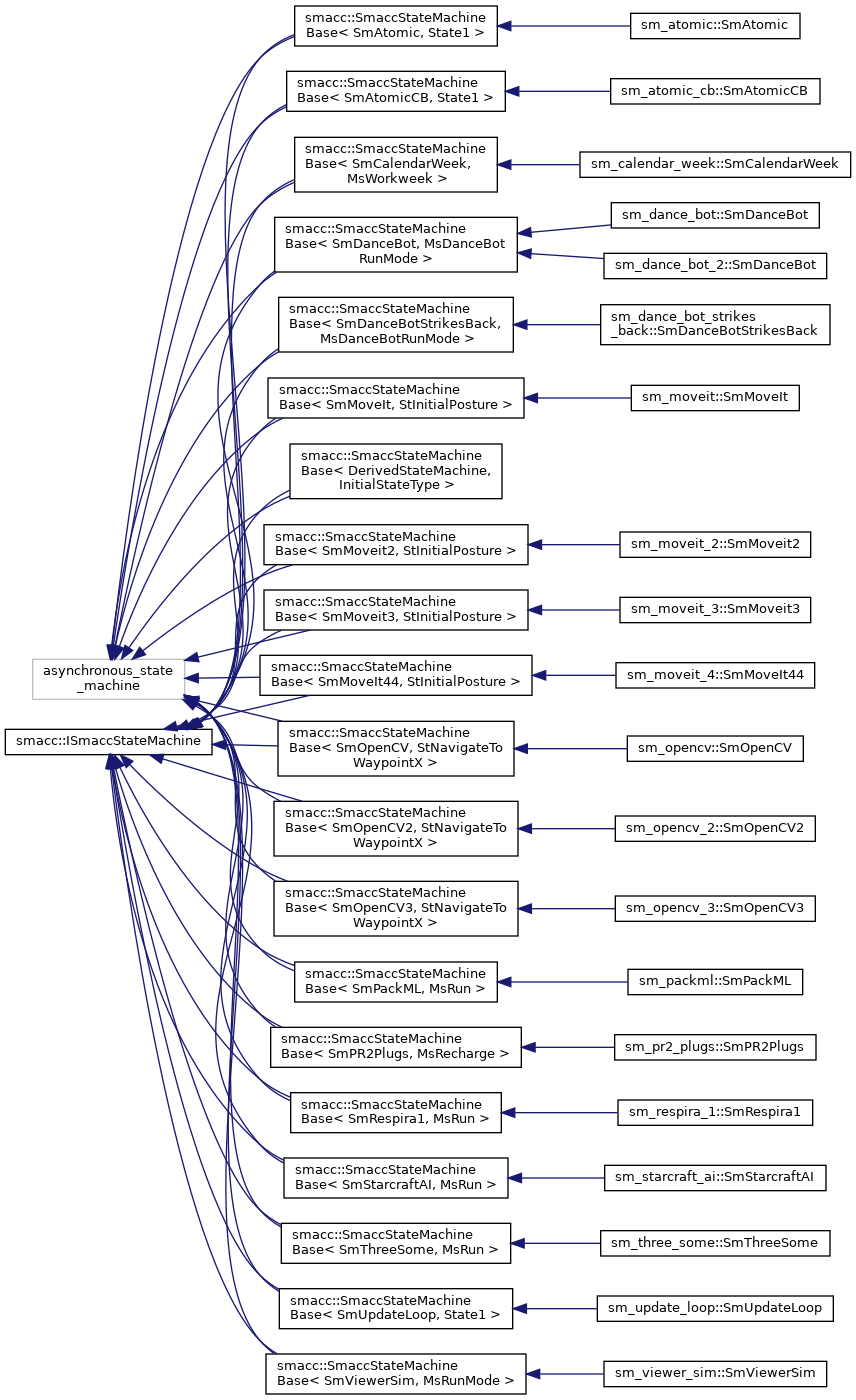 smacc::SmaccStateMachine
Base< SmAtomic, State1 >
sm_atomic::SmAtomic
smacc::SmaccStateMachine
Base< SmAtomicCB, State1 >
sm_atomic_cb::SmAtomicCB
smacc::SmaccStateMachine
Base< SmCalendarWeek,
MsWorkweek >
sm_calendar_week::SmCalendarWeek
smacc::SmaccStateMachine
Base< SmDanceBot, MsDanceBot
RunMode >
sm_dance_bot::SmDanceBot
sm_dance_bot_2::SmDanceBot
smacc::SmaccStateMachine
Base< SmDanceBotStrikesBack,
MsDanceBotRunMode >
sm_dance_bot_strikes
_back::SmDanceBotStrikesBack
smacc::SmaccStateMachine
Base< SmMoveIt, StInitialPosture >
sm_moveit::SmMoveIt
smacc::SmaccStateMachine
Base< DerivedStateMachine,
InitialStateType >
smacc::SmaccStateMachine
Base< SmMoveit2, StInitialPosture >
sm_moveit_2::SmMoveit2
smacc::SmaccStateMachine
Base< SmMoveit3, StInitialPosture >
sm_moveit_3::SmMoveit3
asynchronous_state
_machine
smacc::SmaccStateMachine
Base< SmMoveIt44, StInitialPosture >
sm_moveit_4::SmMoveIt44
smacc::ISmaccStateMachine
smacc::SmaccStateMachine
Base< SmOpenCV, StNavigateTo
WaypointX >
sm_opencv::SmOpenCV
smacc::SmaccStateMachine
Base< SmOpenCV2, StNavigateTo
WaypointX >
sm_opencv_2::SmOpenCV2
smacc::SmaccStateMachine
Base< SmOpenCV3, StNavigateTo
WaypointX >
sm_opencv_3::SmOpenCV3
smacc::SmaccStateMachine
Base< SmPackML, MsRun >
sm_packml::SmPackML
smacc::SmaccStateMachine
Base< SmPR2Plugs, MsRecharge >
sm_pr2_plugs::SmPR2Plugs
smacc::SmaccStateMachine
Base< SmRespira1, MsRun >
sm_respira_1::SmRespira1
smacc::SmaccStateMachine
Base< SmStarcraftAI, MsRun >
sm_starcraft_ai::SmStarcraftAI
smacc::SmaccStateMachine
Base< SmThreeSome, MsRun >
sm_three_some::SmThreeSome
smacc::SmaccStateMachine
Base< SmUpdateLoop, State1 >
sm_update_loop::SmUpdateLoop
smacc::SmaccStateMachine
Base< SmViewerSim, MsRunMode >
sm_viewer_sim::SmViewerSim